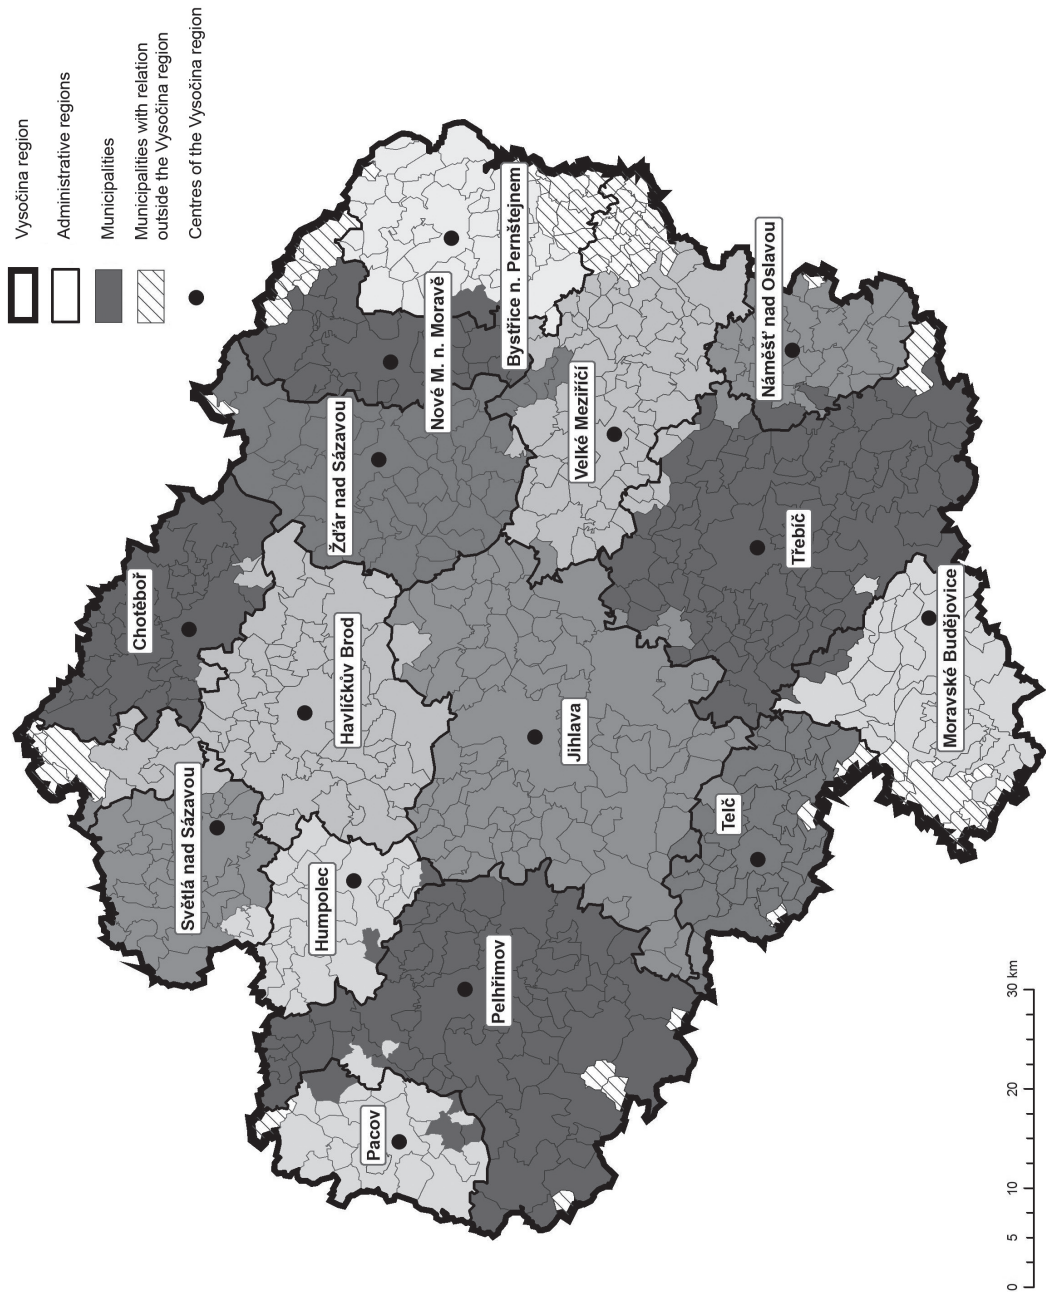 Vysočina region
Administrative regions
Municipalities
Municipalities with relation
outside the Vysočina region
Centres of the Vysočina region
Pacov
Pelhřimov
Humpolec
Světlá nad Sázavou
Havlíčkův Brod
Chotěboř
Jihlava
Telč
Žďár nad Sázavou
Nové M. n. Moravě
Bystřice n. Pernštejnem
Velké Meziříčí
Náměšť nad Oslavou
Třebíč
Moravské Budějovice
0 5 10 20 30 km